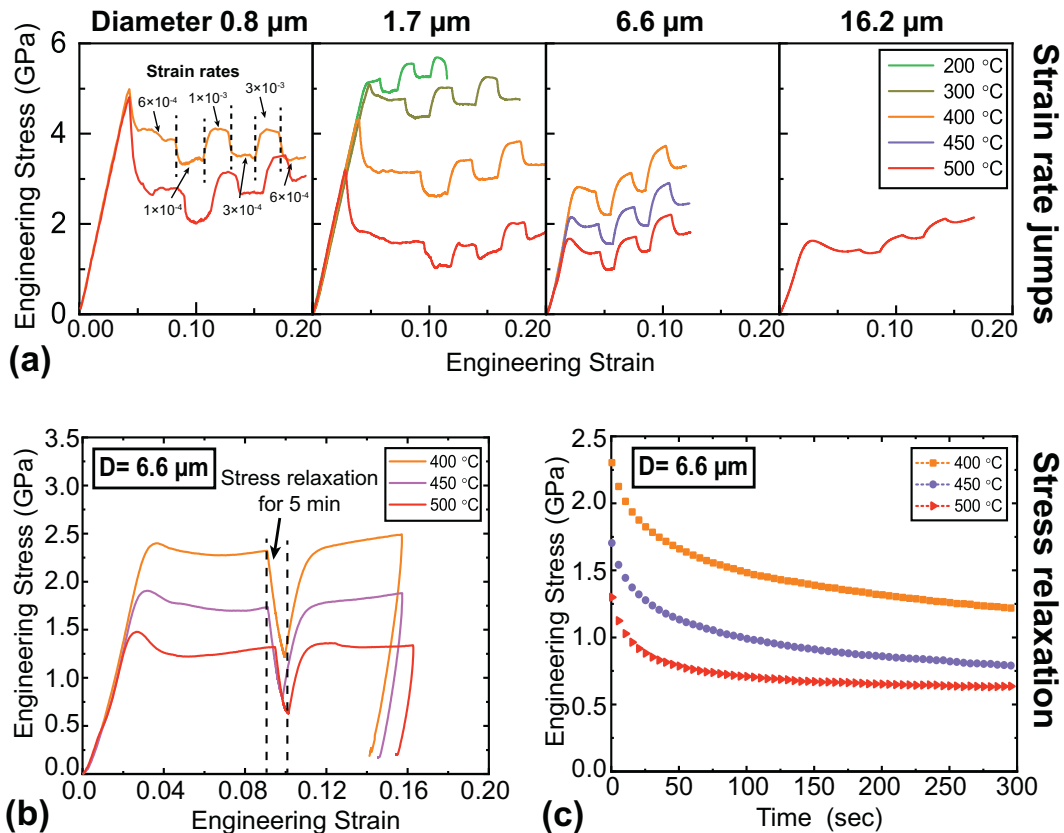 Diameter 0.8 µm 1.7 µm 6.6 µm 16.2 µm
Engineering Stress (GPa)
6
4
2
0
Strain rates
6×10-4
1×10-3
3×10-3
1×10-4
3×10-4
6×10-4
200 °C
300 °C
400 °C
450 °C
500 °C
0.00 0.10 0.20 0.10 0.20 0.10 0.20 0.10 0.20
Engineering Strain
(a)
Strain rate jumps
Engineering Stress (GPa)
3.5
3.0
2.5
2.0
1.5
1.0
0.5
0.0
D= 6.6 µm
Stress relaxation
for 5 min
400 °C
450 °C
500 °C
0.00 0.04 0.08 0.12 0.16 0.20
Engineering Strain
(b)
Engineering Stress (GPa)
2.5
2.0
1.5
1.0
0.5
0.0
D= 6.6 µm
400 °C
450 °C
500 °C
0 50 100 150 200 250 300
Time (sec)
(c)
Stress relaxation